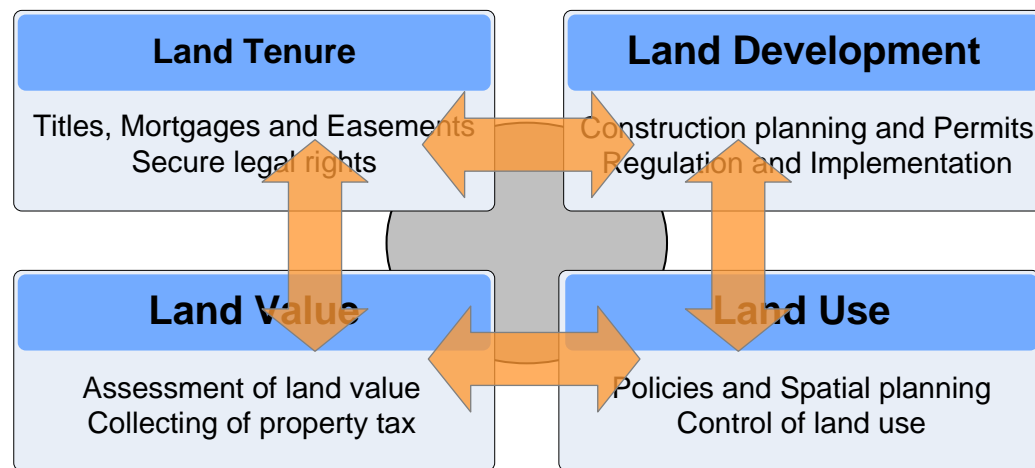 Land Tenure
Titles, Mortgages and Easements
Secure legal rights
Land Development
Construction planning and Permits
Regulation and Implementation
Land Value
Assessment of land value
Collecting of property tax
Land Use
Policies and Spatial planning
Control of land use